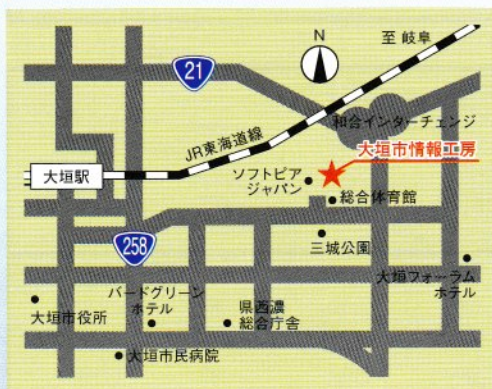 N
至 岐阜
21
和合インターチェンジ
JR東海道線
大垣市情報工房
大垣駅
ソフトピア
ジャパン
総合体育館
三城公園
258
大垣フォーラム
ホテル
バードグリーン
ホテル
県西濃
総合庁舎
大垣市役所
大垣市民病院